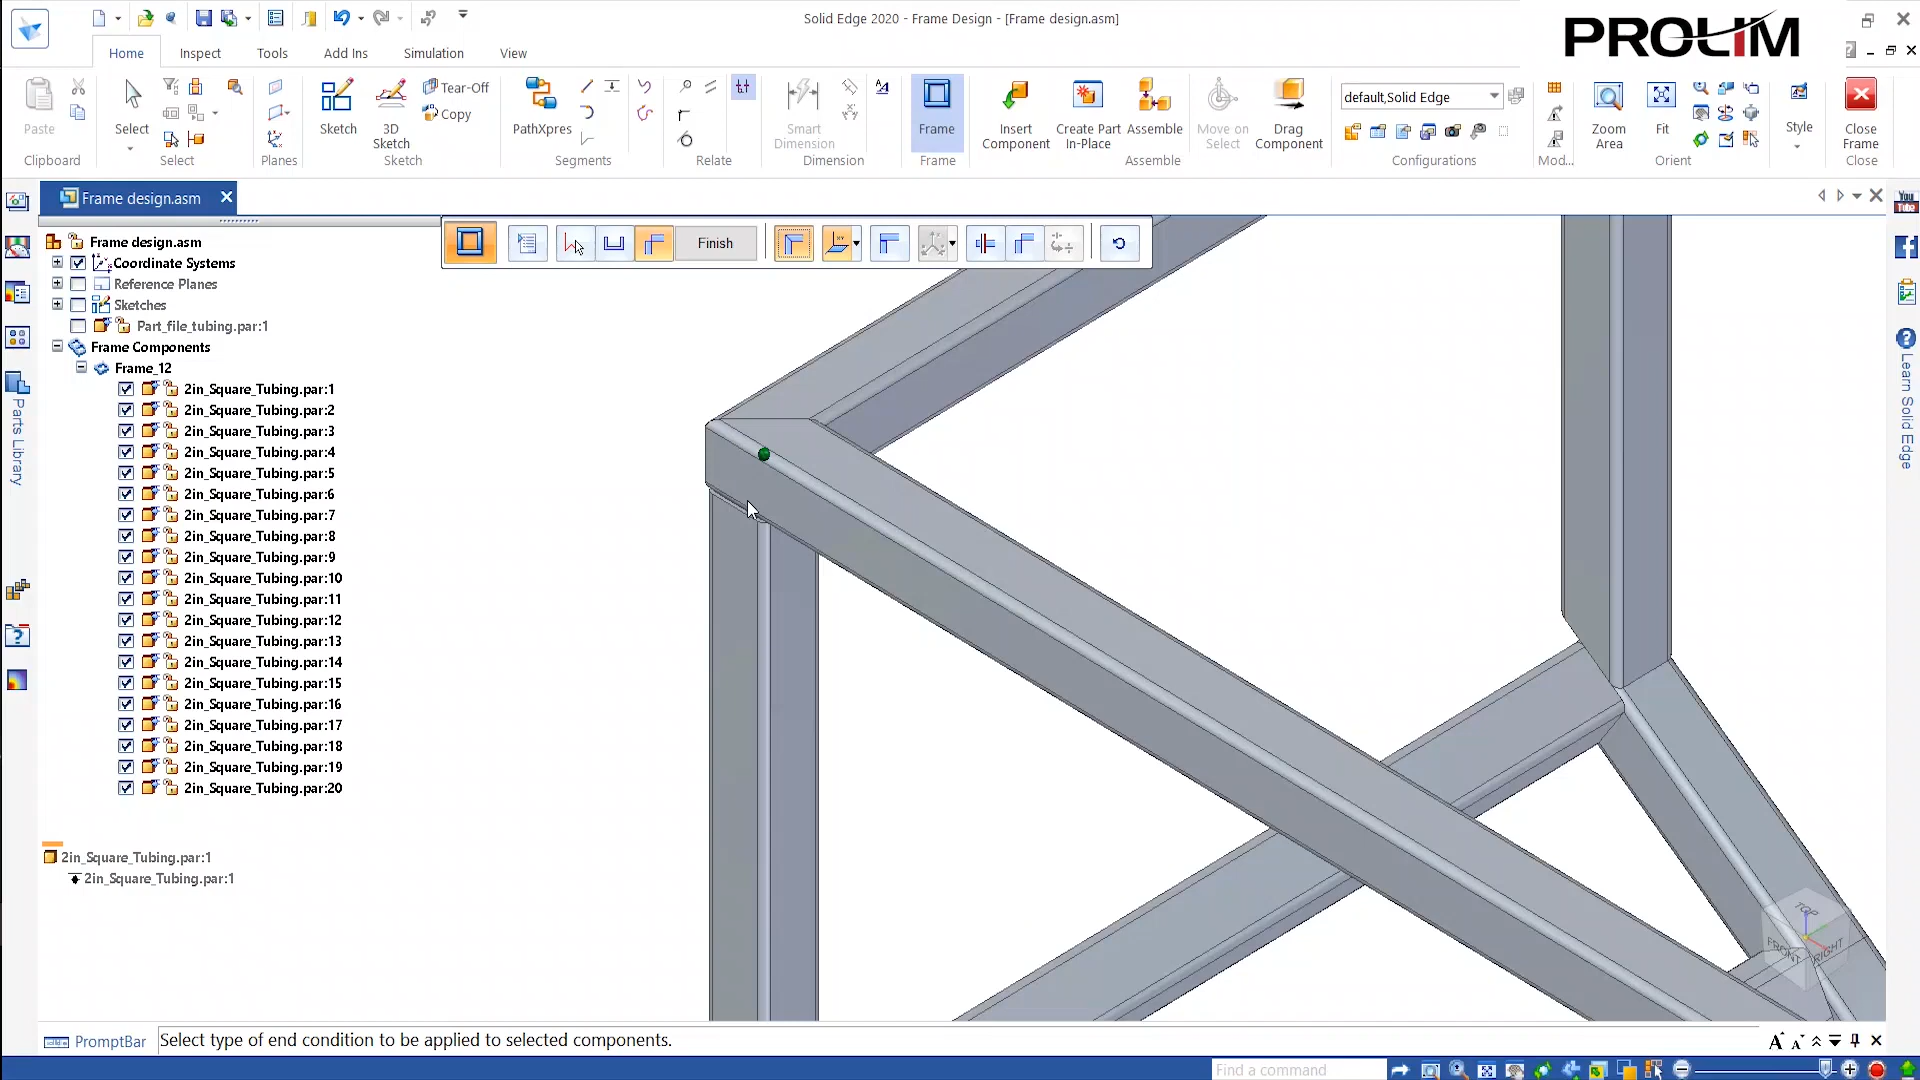 Solid Edge 2020 - Frame Design - [Frame design.asm]
PROLIM
Home
Inspect
Tools
Add Ins
Simulation
View
Paste
Clipboard
Select
Select
Planes
Sketch
3D
Sketch
Tear-Off
Copy
Sketch
PathXpres
Segments
Relate
Smart
Dimension
Dimension
Frame
Frame
Insert
Component
Create Part
In-Place
Assemble
Assemble
Move on
Select
Drag
Component
default,Solid Edge
Configurations
Mod...
Zoom
Area
Fit
Orient
Style
Close
Frame
Close
Frame design.asm
Finish
Frame design.asm
Coordinate Systems
Reference Planes
Sketches
Part_file_tubing.par:1
Frame Components
Frame_12
2in_Square_Tubing.par:1
2in_Square_Tubing.par:2
2in_Square_Tubing.par:3
2in_Square_Tubing.par:4
2in_Square_Tubing.par:5
2in_Square_Tubing.par:6
2in_Square_Tubing.par:7
2in_Square_Tubing.par:8
2in_Square_Tubing.par:9
2in_Square_Tubing.par:10
2in_Square_Tubing.par:11
2in_Square_Tubing.par:12
2in_Square_Tubing.par:13
2in_Square_Tubing.par:14
2in_Square_Tubing.par:15
2in_Square_Tubing.par:16
2in_Square_Tubing.par:17
2in_Square_Tubing.par:18
2in_Square_Tubing.par:19
2in_Square_Tubing.par:20
2in_Square_Tubing.par:1
2in_Square_Tubing.par:1
Parts Library
You
Tube
Learn Solid Edge
TOP
FRONT
RIGHT
PromptBar
Select type of end condition to be applied to selected components.
Find a command